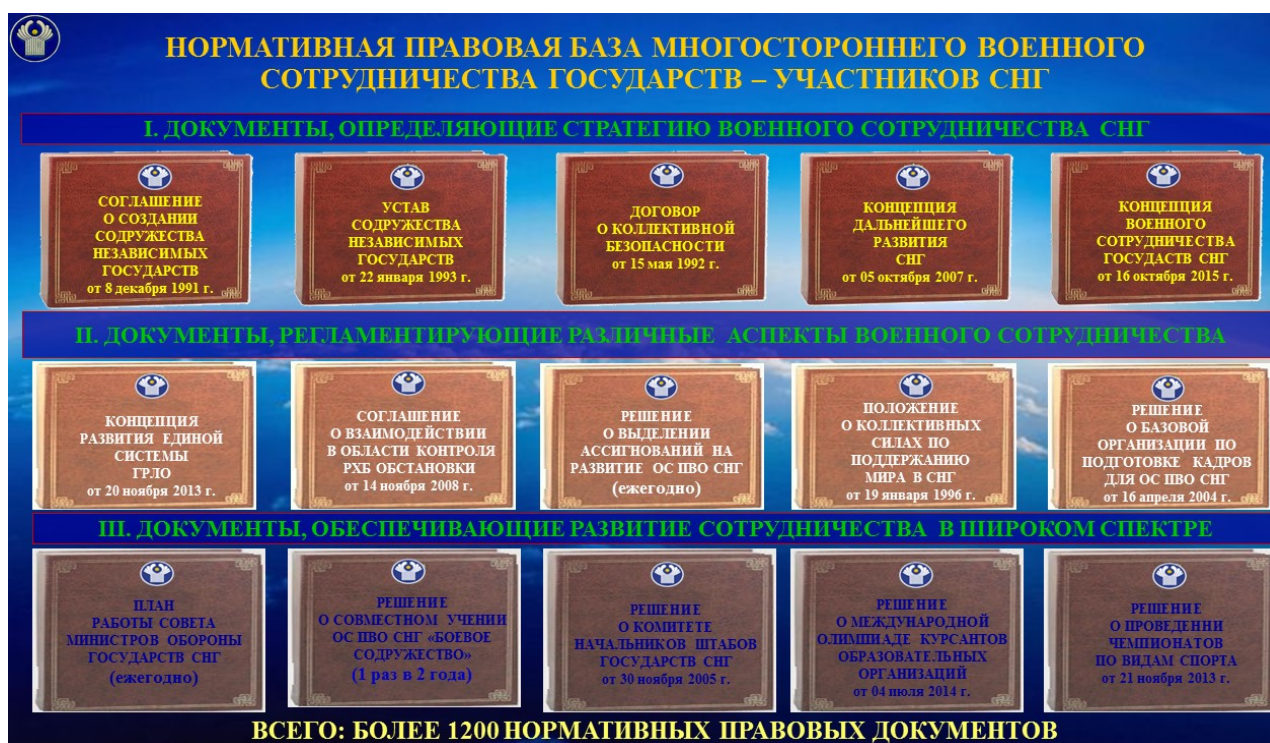 НОРМАТИВНАЯ ПРАВОВАЯ БАЗА МНОГОСТОРОННЕГО ВОЕННОГО
СОТРУДНИЧЕСТВА ГОСУДАРСТВ – УЧАСТНИКОВ СНГ
I. ДОКУМЕНТЫ, ОПРЕДЕЛЯЮЩИЕ СТРАТЕГИЮ ВОЕННОГО СОТРУДНИЧЕСТВА СНГ
СОГЛАШЕНИЕ
О СОЗДАНИИ
СОДРУЖЕСТВА
НЕЗАВИСИМЫХ
ГОСУДАРСТВ
от 8 декабря 1991 г.
УСТАВ
СОДРУЖЕСТВА
НЕЗАВИСИМЫХ
ГОСУДАРСТВ
от 22 января 1993 г.
ДОГОВОР
О КОЛЛЕКТИВНОЙ
БЕЗОПАСНОСТИ
от 15 мая 1992 г.
КОНЦЕПЦИЯ
ДАЛЬНЕЙШЕГО
РАЗВИТИЯ
СНГ
от 05 октября 2007 г.
КОНЦЕПЦИЯ
ВОЕННОГО
СОТРУДНИЧЕСТВА
ГОСУДАСТВ СНГ
от 16 октября 2015 г.
II. ДОКУМЕНТЫ, РЕГЛАМЕНТИРУЮЩИЕ РАЗЛИЧНЫЕ АСПЕКТЫ ВОЕННОГО СОТРУДНИЧЕСТВА
КОНЦЕПЦИЯ
РАЗВИТИЯ ЕДИНОЙ
СИСТЕМЫ
ГРЛО
от 20 ноября 2013 г.
СОГЛАШЕНИЕ
О ВЗАИМОДЕЙСТВИИ
В ОБЛАСТИ КОНТРОЛЯ
РХБ ОБСТАНОВКИ
от 14 ноября 2008 г.
РЕШЕНИЕ
О ВЫДЕЛЕНИИ
АССИГНОВАНИЙ НА
РАЗВИТИЕ ОС ПВО СНГ
(ежегодно)
ПОЛОЖЕНИЕ
О КОЛЛЕКТИВНЫХ
СИЛАХ ПО
ПОДДЕРЖАНИЮ
МИРА В СНГ
от 19 января 1996 г.
РЕШЕНИЕ
О БАЗОВОЙ
ОРГАНИЗАЦИИ ПО
ПОДГОТОВКЕ КАДРОВ
ДЛЯ ОС ПВО СНГ
от 16 апреля 2004 г.
III. ДОКУМЕНТЫ, ОБЕСПЕЧИВАЮЩИЕ РАЗВИТИЕ СОТРУДНИЧЕСТВА В ШИРОКОМ СПЕКТРЕ
ПЛАН
РАБОТЫ СОВЕТА
МИНИСТРОВ ОБОРОНЫ
ГОСУДАРСТВ СНГ
(ежегодно)
РЕШЕНИЕ
О СОВМЕСТНОМ УЧЕНИИ
ОС ПВО СНГ «БОЕВОЕ
СОДРУЖЕСТВО»
(1 раз в 2 года)
РЕШЕНИЕ
О КОМИТЕТЕ
НАЧАЛЬНИКОВ ШТАБОВ
ГОСУДАРСТВ СНГ
от 30 ноября 2005 г.
РЕШЕНИЕ
О МЕЖДУНАРОДНОЙ
ОЛИМПИАДЕ КУРСАНТОВ
ОБРАЗОВАТЕЛЬНЫХ
ОРГАНИЗАЦИЙ
от 04 июля 2014 г.
РЕШЕНИЕ
О ПРОВЕДЕНИИ
ЧЕМПИОНАТОВ
ПО ВИДАМ СПОРТА
от 21 ноября 2013 г.
ВСЕГО: БОЛЕЕ 1200 НОРМАТИВНЫХ ПРАВОВЫХ ДОКУМЕНТОВ